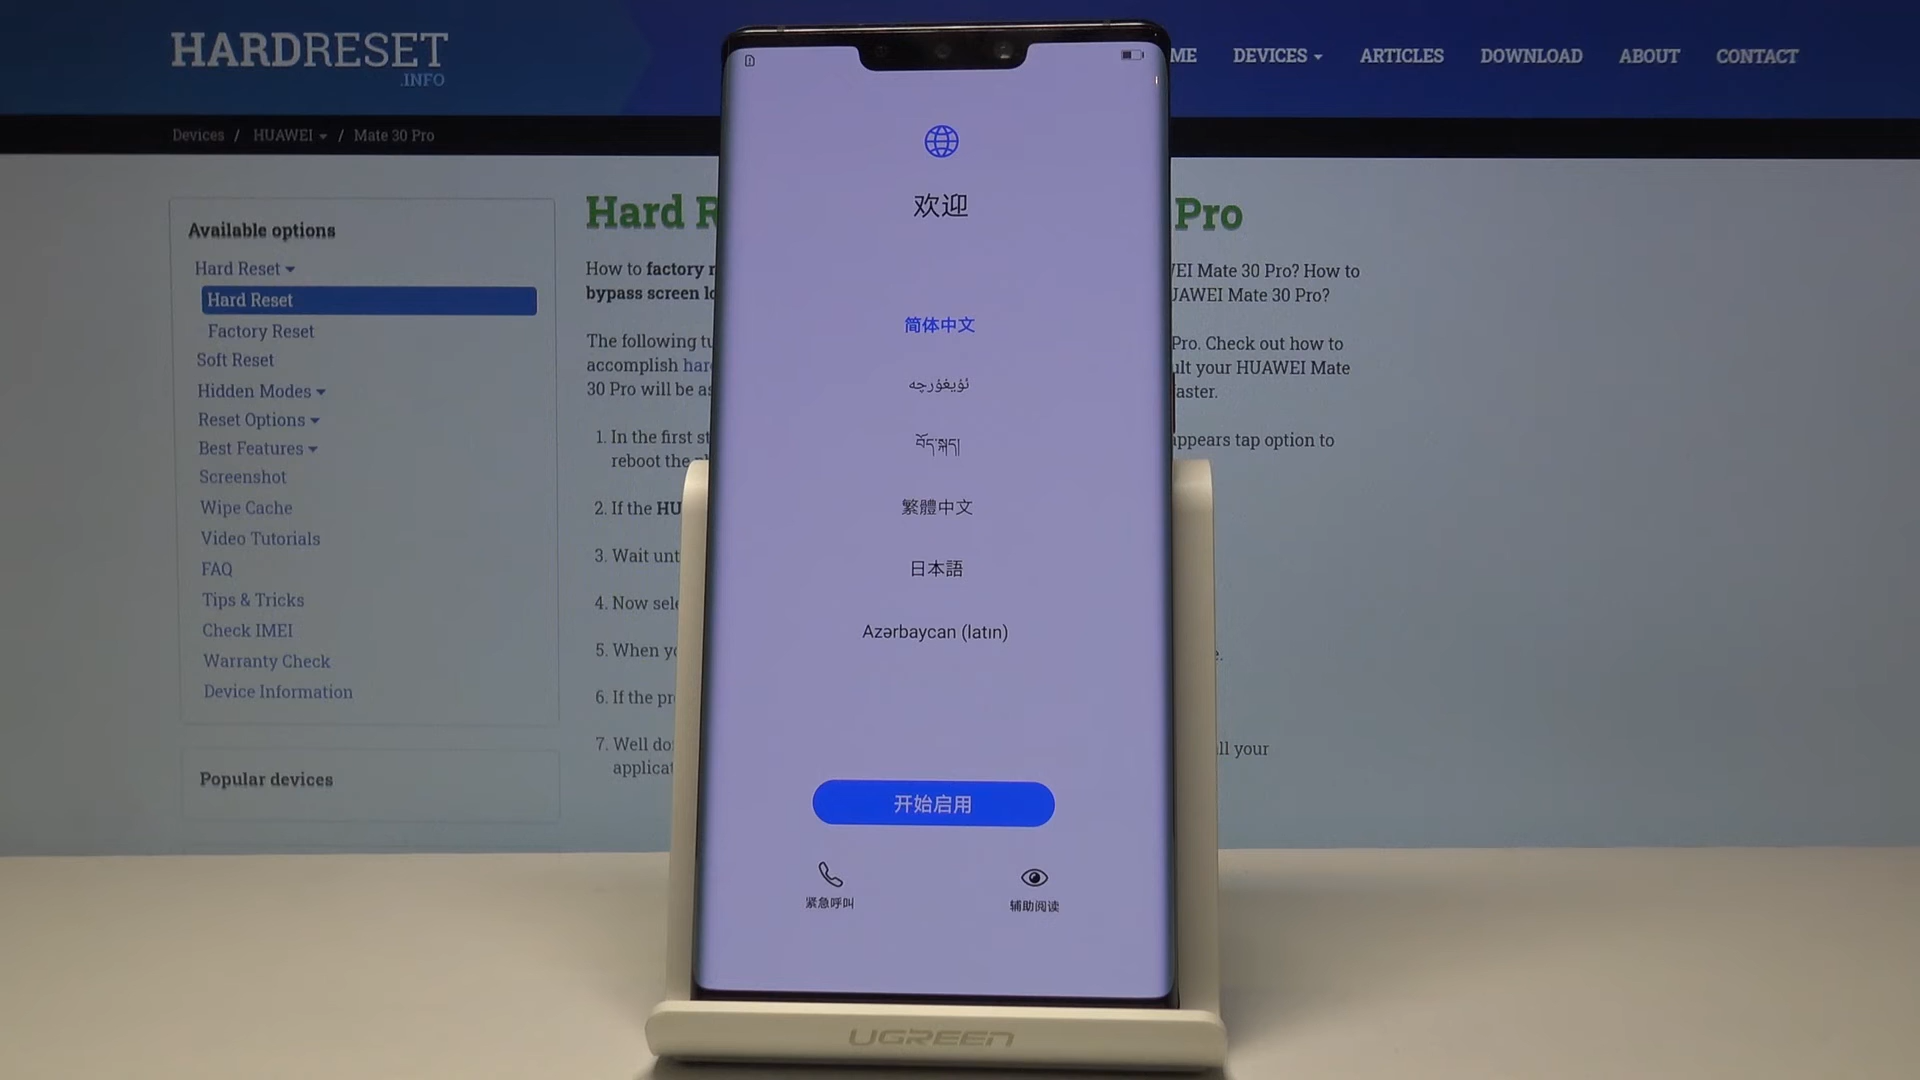 HARDRESET
.INFO
ME
DEVICES
ARTICLES
DOWNLOAD
ABOUT
CONTACT
Devices / HUAWEI / Mate 30 Pro
Available options
Hard Reset
Hard Reset
Factory Reset
Soft Reset
Hidden Modes
Reset Options
Best Features
Screenshot
Wipe Cache
Video Tutorials
FAQ
Tips & Tricks
Check IMEI
Warranty Check
Device Information
Popular devices
Hard R
Pro
How to factory r
EI Mate 30 Pro? How to
bypass screen lo
AWEI Mate 30 Pro?
The following tu
Pro. Check out how to
accomplish har
ult your HUAWEI Mate
30 Pro will be as
aster.
1. In the first st
appears tap option to
reboot the
2. If the HU
3. Wait unt
4. Now sele
5. When yo
e.
6. If the pr
7. Well do
ll your
applicat
欢迎
简体中文
ئۇيغۇرچە
བོད་སྐད།
繁體中文
日本語
Azərbaycan (latın)
开始启用
紧急呼叫
辅助阅读
UGREEN